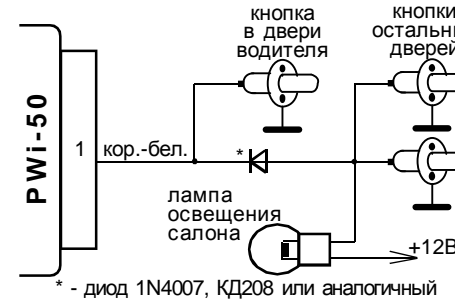 кнопка
в двери
водителя
кнопки
остальны
дверей
PWi-50
1
кор.-бел.
*
лампа
освещения
салона
+12В
* - диод 1N4007, КД208 или аналогичный